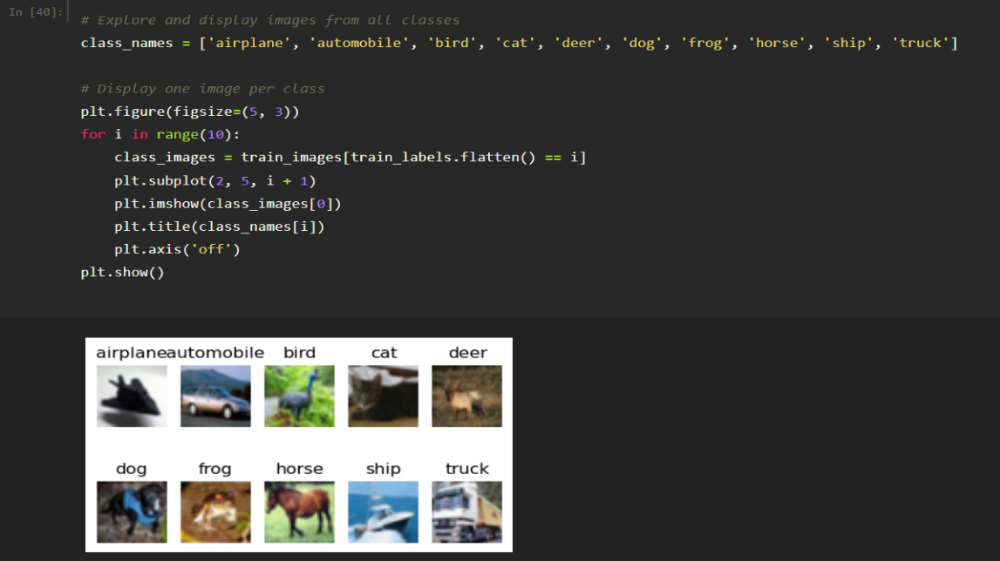 In [40]:
# Explore and display images from all classes
class_names = ['airplane', 'automobile', 'bird', 'cat', 'deer', 'dog', 'frog', 'horse', 'ship', 'truck']
# Display one image per class
plt.figure(figsize=(5, 3))
for i in range(10):
    class_images = train_images[train_labels.flatten() == i]
    plt.subplot(2, 5, i + 1)
    plt.imshow(class_images[0])
    plt.title(class_names[i])
    plt.axis('off')
plt.show()
airplane automobile bird cat deer
dog frog horse ship truck